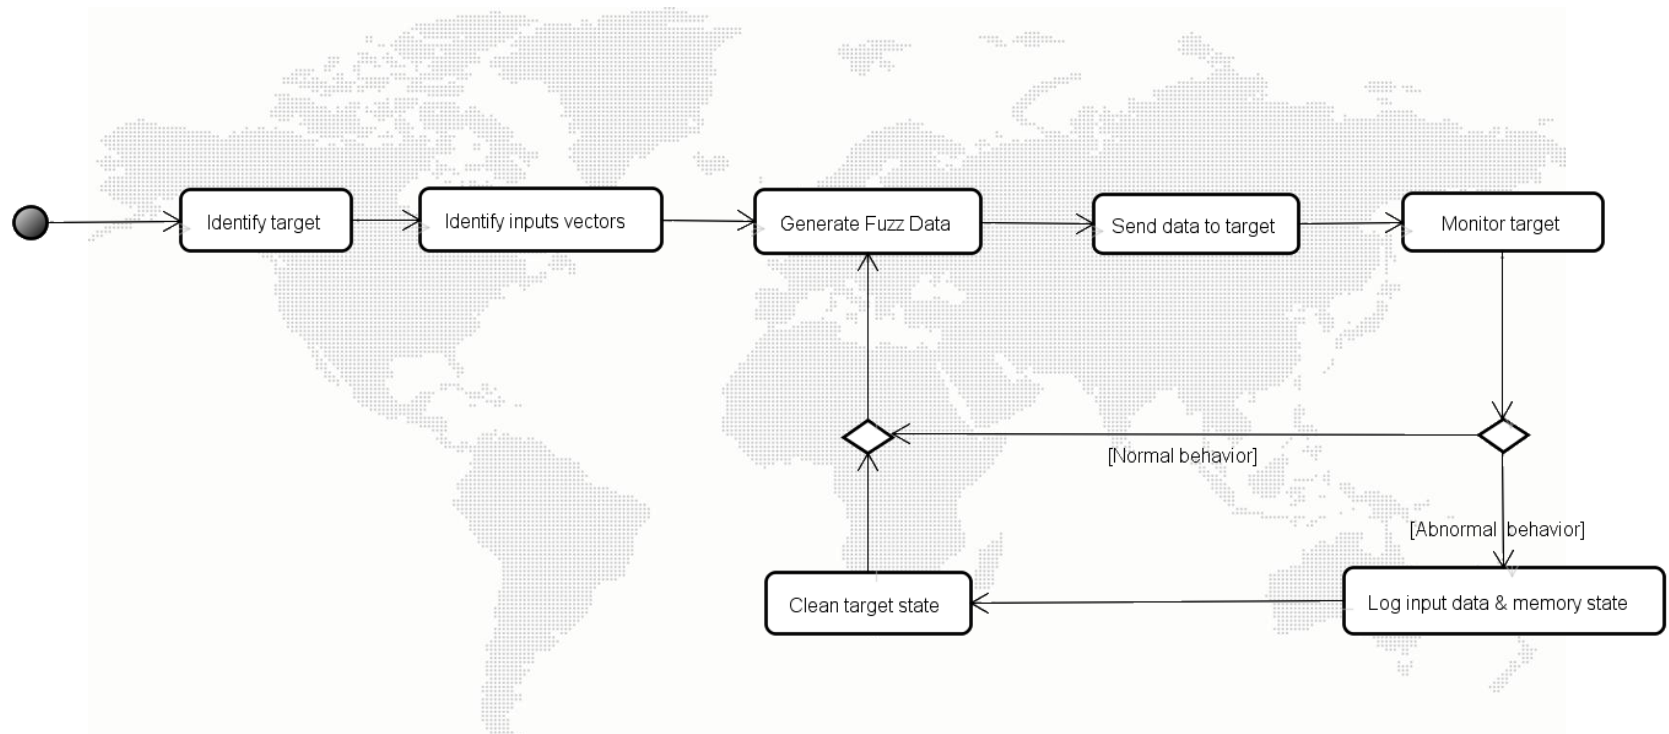 Identify target
Identify inputs vectors
Generate Fuzz Data
Send data to target
Monitor target
[Normal behavior]
[Abnormal behavior]
Clean target state
Log input data & memory state